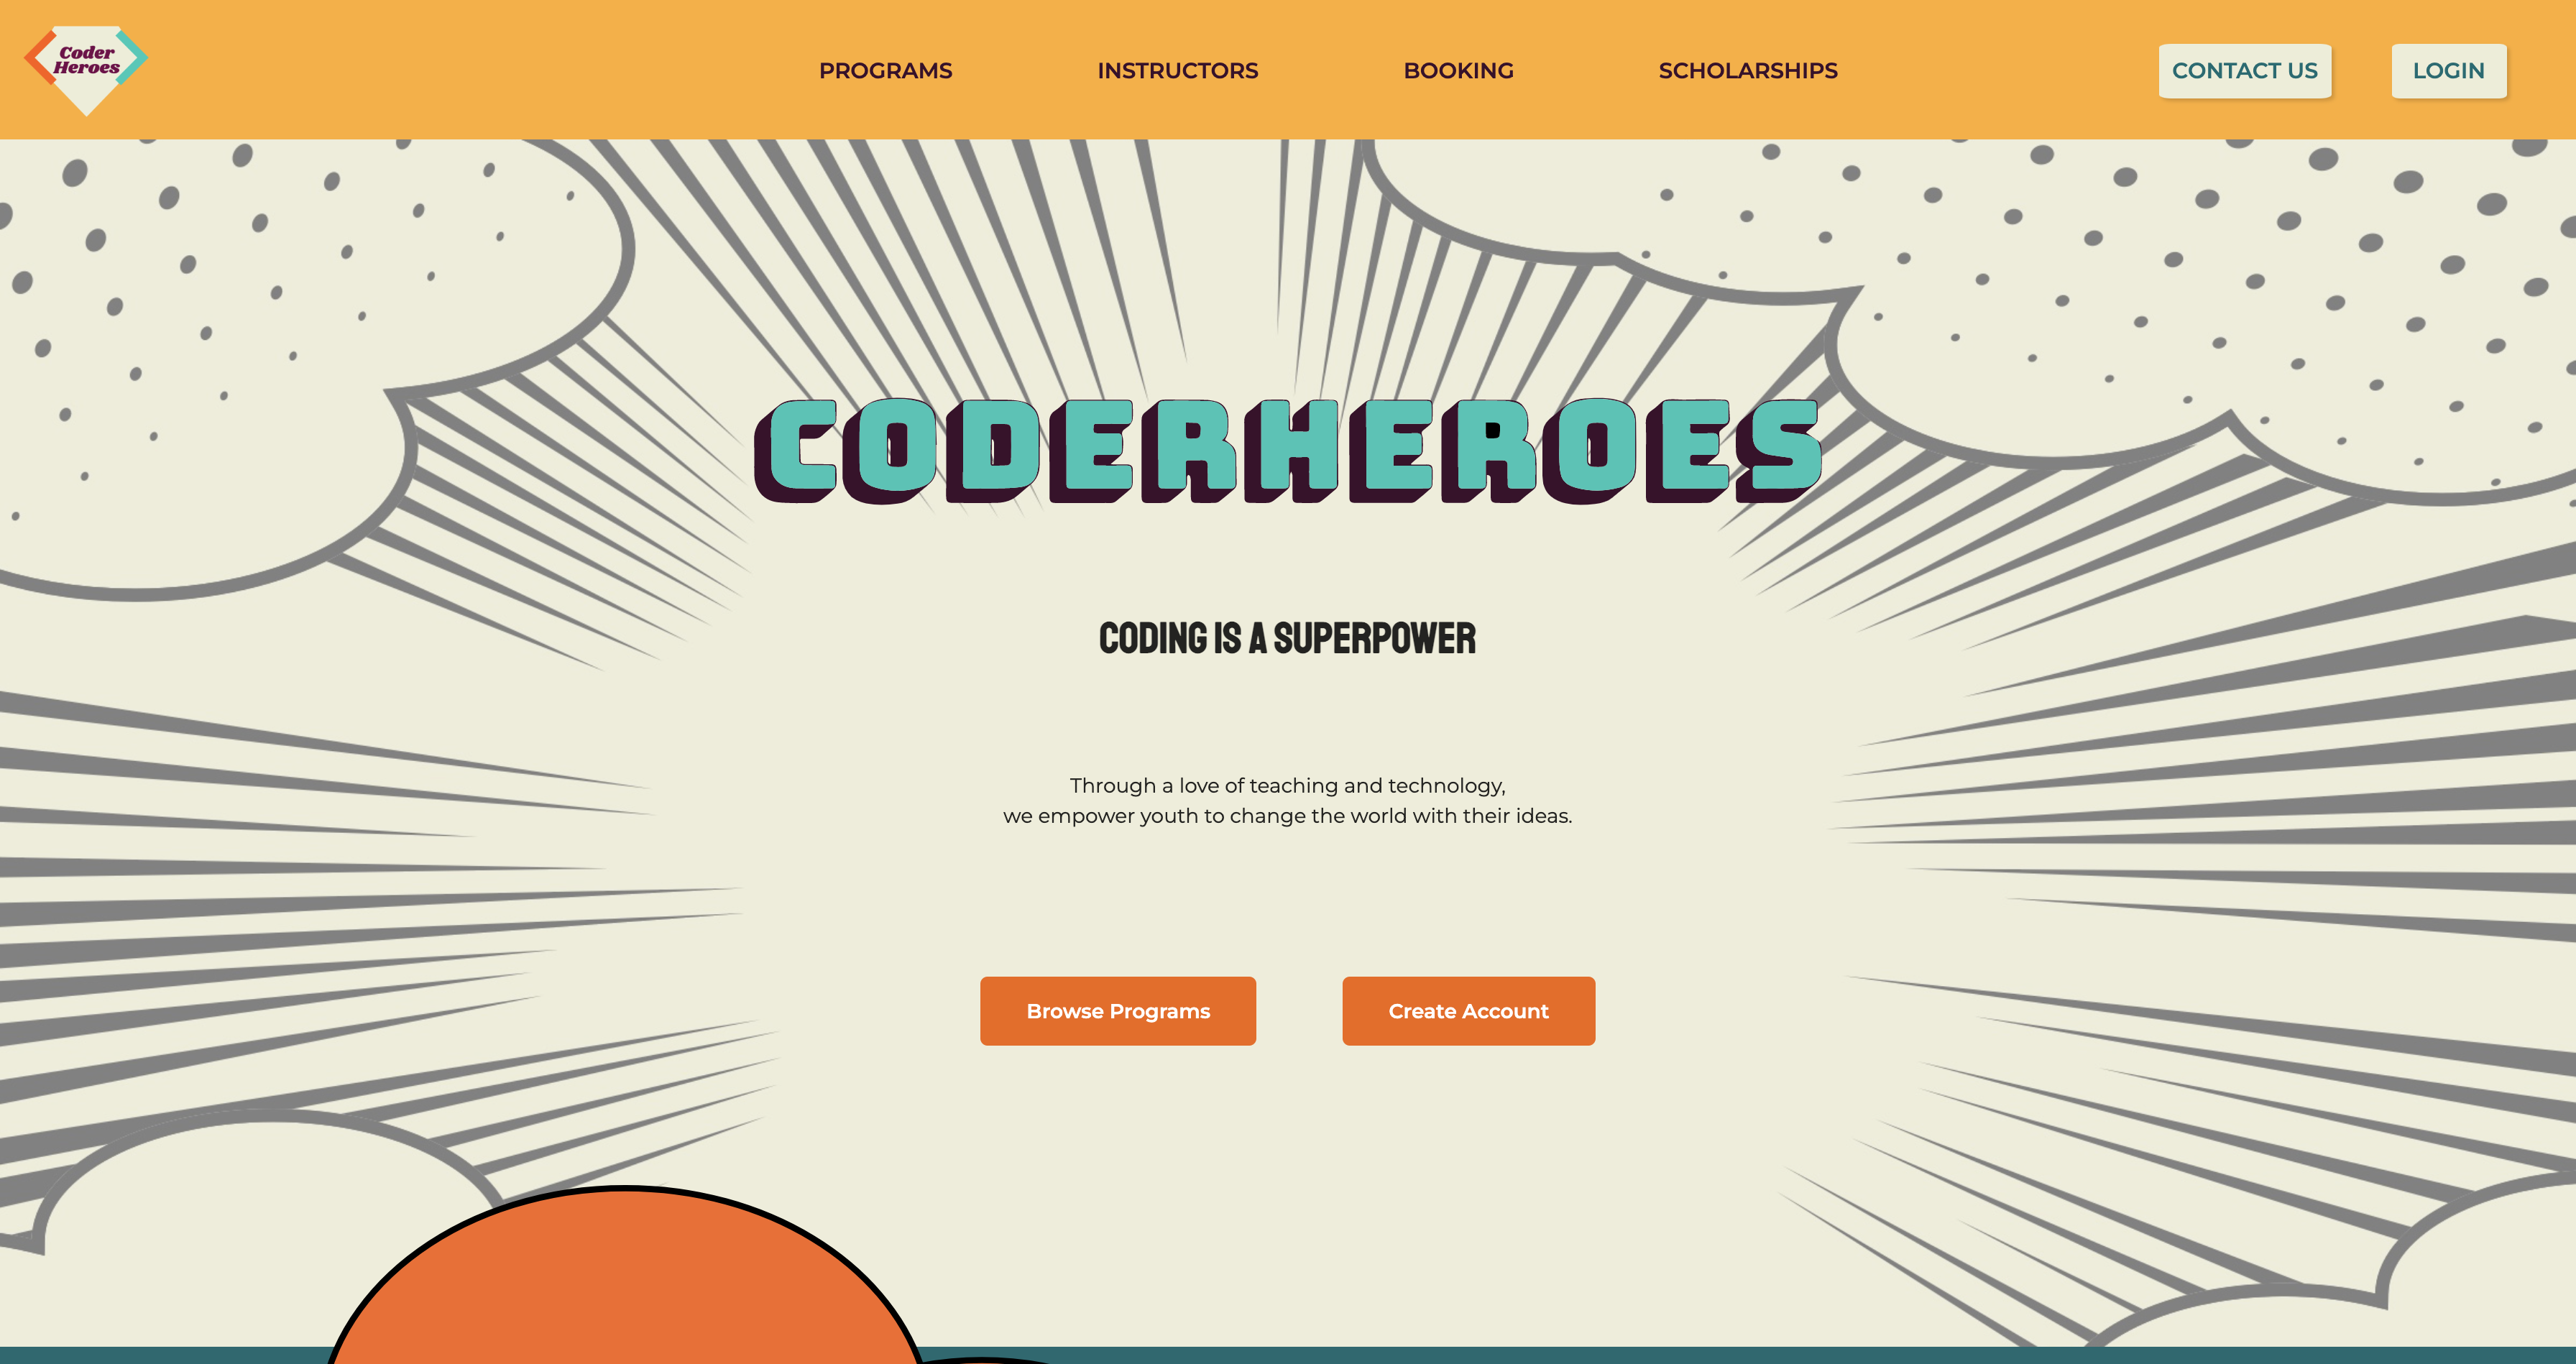 Coder
Heroes
PROGRAMS
INSTRUCTORS
BOOKING
SCHOLARSHIPS
CONTACT US
LOGIN
CODERHEROES
CODING IS A SUPERPOWER
Through a love of teaching and technology,
we empower youth to change the world with their ideas.
Browse Programs
Create Account